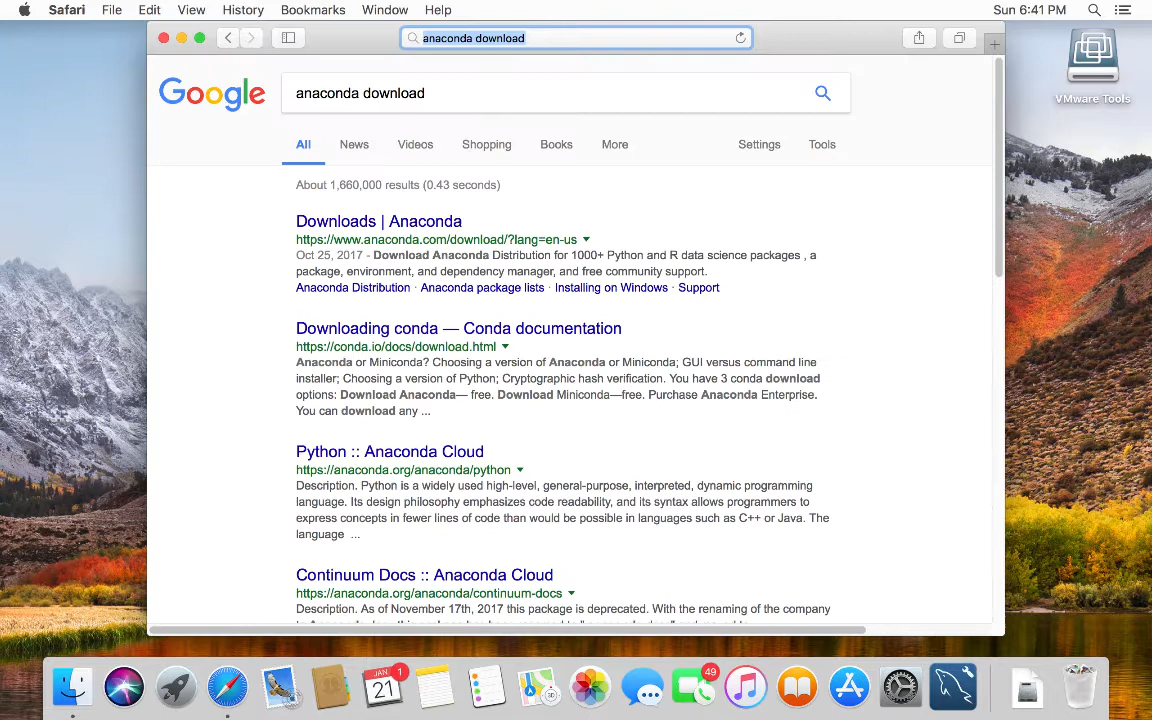 Safari File Edit View History Bookmarks Window Help Sun 6:41 PM
anaconda download
VMware Tools
Google anaconda download
All News Videos Shopping Books More Settings Tools
About 1,660,000 results (0.43 seconds)
Downloads | Anaconda
https://www.anaconda.com/download/?lang=en-us
Oct 25, 2017 - Download Anaconda Distribution for 1000+ Python and R data science packages , a
package, environment, and dependency manager, and free community support.
Anaconda Distribution · Anaconda package lists · Installing on Windows · Support
Downloading conda — Conda documentation
https://conda.io/docs/download.html
Anaconda or Miniconda? Choosing a version of Anaconda or Miniconda; GUI versus command line
installer; Choosing a version of Python; Cryptographic hash verification. You have 3 conda download
options: Download Anaconda— free. Download Miniconda—free. Purchase Anaconda Enterprise.
You can download any ...
Python :: Anaconda Cloud
https://anaconda.org/anaconda/python
Description. Python is a widely used high-level, general-purpose, interpreted, dynamic programming
language. Its design philosophy emphasizes code readability, and its syntax allows programmers to
express concepts in fewer lines of code than would be possible in languages such as C++ or Java. The
language ...
Continuum Docs :: Anaconda Cloud
https://anaconda.org/anaconda/continuum-docs
Description. As of November 17th, 2017 this package is deprecated. With the renaming of the company
JAN 1 49
21 3D